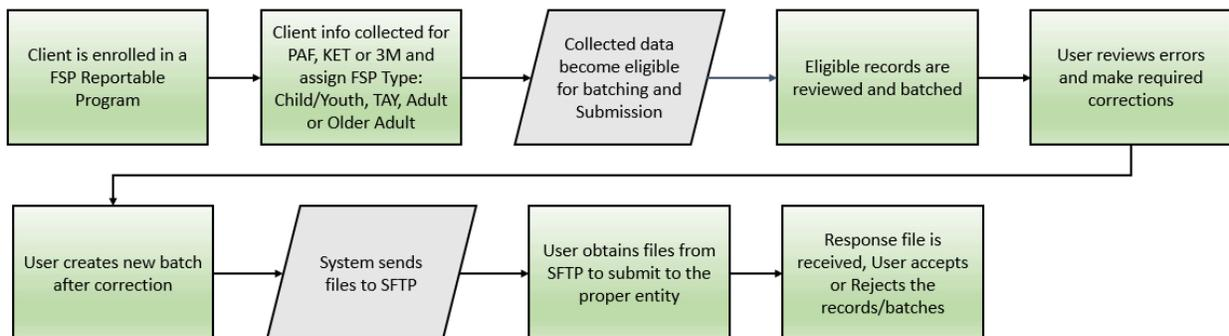 Client is enrolled in a
FSP Reportable
Program
Client info collected for
PAF, KET or 3M and
assign FSP Type:
Child/Youth, TAY, Adult
or Older Adult
Collected data
become eligible
for batching and
Submission
Eligible records are
reviewed and batched
User reviews errors
and make required
corrections
User creates new batch
after correction
System sends
files to SFTP
User obtains files from
SFTP to submit to the
proper entity
Response file is
received, User accepts
or Rejects the
records/batches